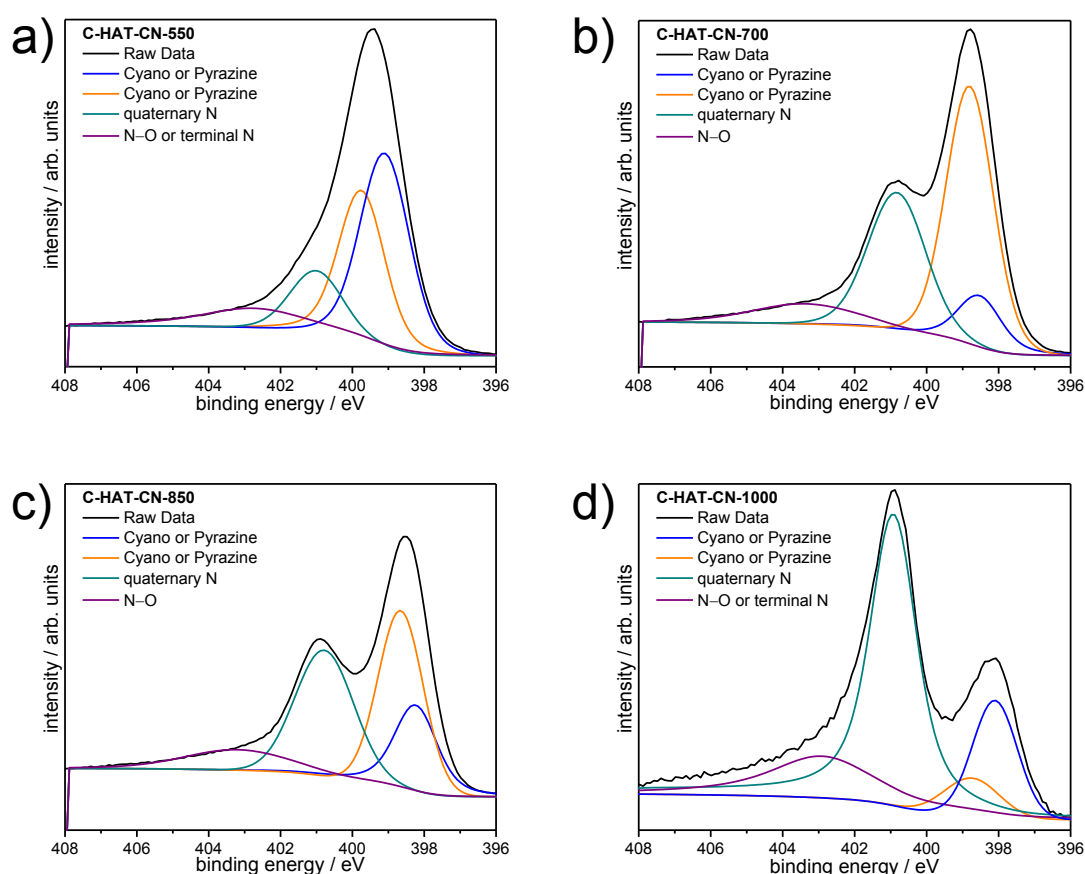 a)
C-HAT-CN-550
Raw Data
Cyano or Pyrazine
Cyano or Pyrazine
quaternary N
N–O or terminal N
intensity / arb. units
408 406 404 402 400 398 396
binding energy / eV
b)
C-HAT-CN-700
Raw Data
Cyano or Pyrazine
Cyano or Pyrazine
quaternary N
N–O
intensity / arb. units
408 406 404 402 400 398 396
binding energy / eV
c)
C-HAT-CN-850
Raw Data
Cyano or Pyrazine
Cyano or Pyrazine
quaternary N
N–O
intensity / arb. units
408 406 404 402 400 398 396
binding energy / eV
d)
C-HAT-CN-1000
Raw Data
Cyano or Pyrazine
Cyano or Pyrazine
quaternary N
N–O or terminal N
intensity / arb. units
408 406 404 402 400 398 396
binding energy / eV